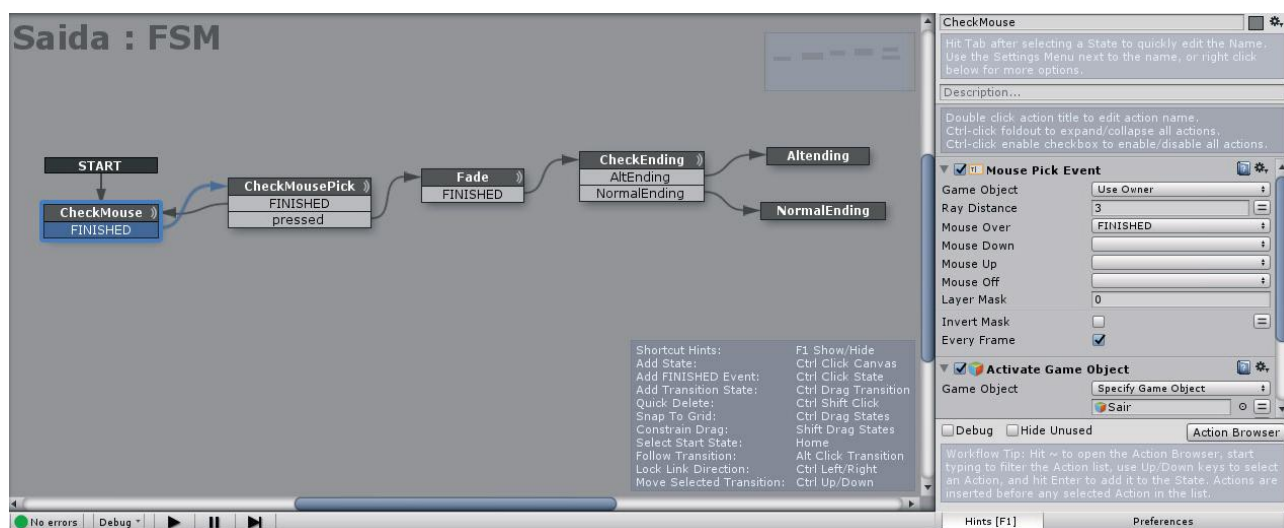 Saida : FSM
START
CheckMouse
FINISHED
CheckMousePick
FINISHED
pressed
Fade
FINISHED
CheckEnding
AltEnding
NormalEnding
Altending
NormalEnding
Shortcut Hints: F1 Show/Hide
Add State: Ctrl Click Canvas
Add FINISHED Event: Ctrl Click State
Add Transition State: Ctrl Drag Transition
Quick Delete: Ctrl Shift Click
Snap To Grid: Ctrl Drag States
Constrain Drag: Shift Drag States
Select Start State: Home
Follow Transition: Alt Click Transition
Lock Link Direction: Ctrl Left/Right
Move Selected Transition: Ctrl Up/Down
No errors Debug
CheckMouse
Hit Tab after selecting a State to quickly edit the Name.
Use the Settings Menu next to the name, or right click
below for more options.
Description...
Double click action title to edit action name.
Ctrl-click foldout to expand/collapse all actions.
Ctrl-click enable checkbox to enable/disable all actions.
Mouse Pick Event
Game Object Use Owner
Ray Distance 3
Mouse Over FINISHED
Mouse Down
Mouse Up
Mouse Off
Layer Mask 0
Invert Mask
Every Frame
Activate Game Object
Game Object Specify Game Object
Sair
Debug Hide Unused Action Browser
Workflow Tip: Hit ~ to open the Action Browser, start
typing to filter the Action list, use Up/Down keys to select
an Action, and hit Enter to add it to the State. Actions are
inserted before any selected Action in the list.
Hints [F1] Preferences